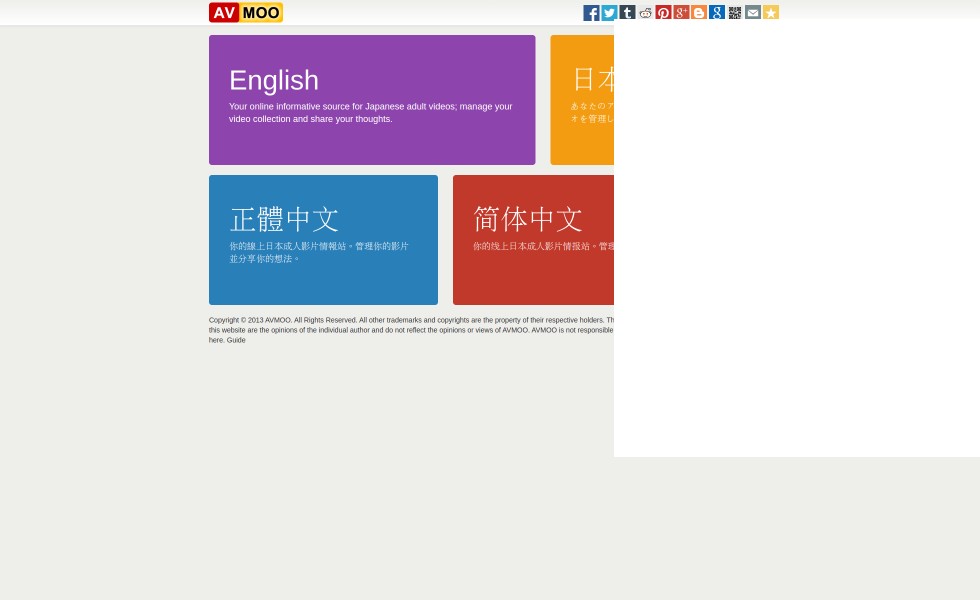 AV MOO
English
Your online informative source for Japanese adult videos; manage your
video collection and share your thoughts.
日本
あなたのア
オを管理し
正體中文
你的線上日本成人影片情報站。管理你的影片
並分享你的想法。
简体中文
你的线上日本成人影片情报站。管理
Copyright © 2013 AVMOO. All Rights Reserved. All other trademarks and copyrights are the property of their respective holders. Th
this website are the opinions of the individual author and do not reflect the opinions or views of AVMOO. AVMOO is not responsible
here. Guide